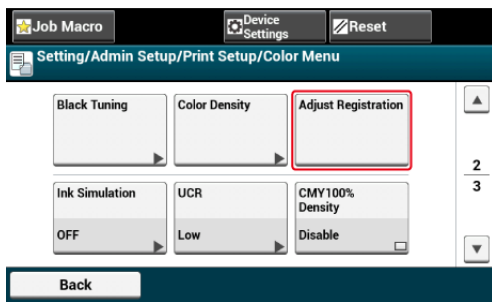 Job Macro
Device
Settings
Reset
Setting/Admin Setup/Print Setup/Color Menu
Black Tuning
Color Density
Adjust Registration
2
3
Ink Simulation
OFF
UCR
Low
CMY100%
Density
Disable
Back